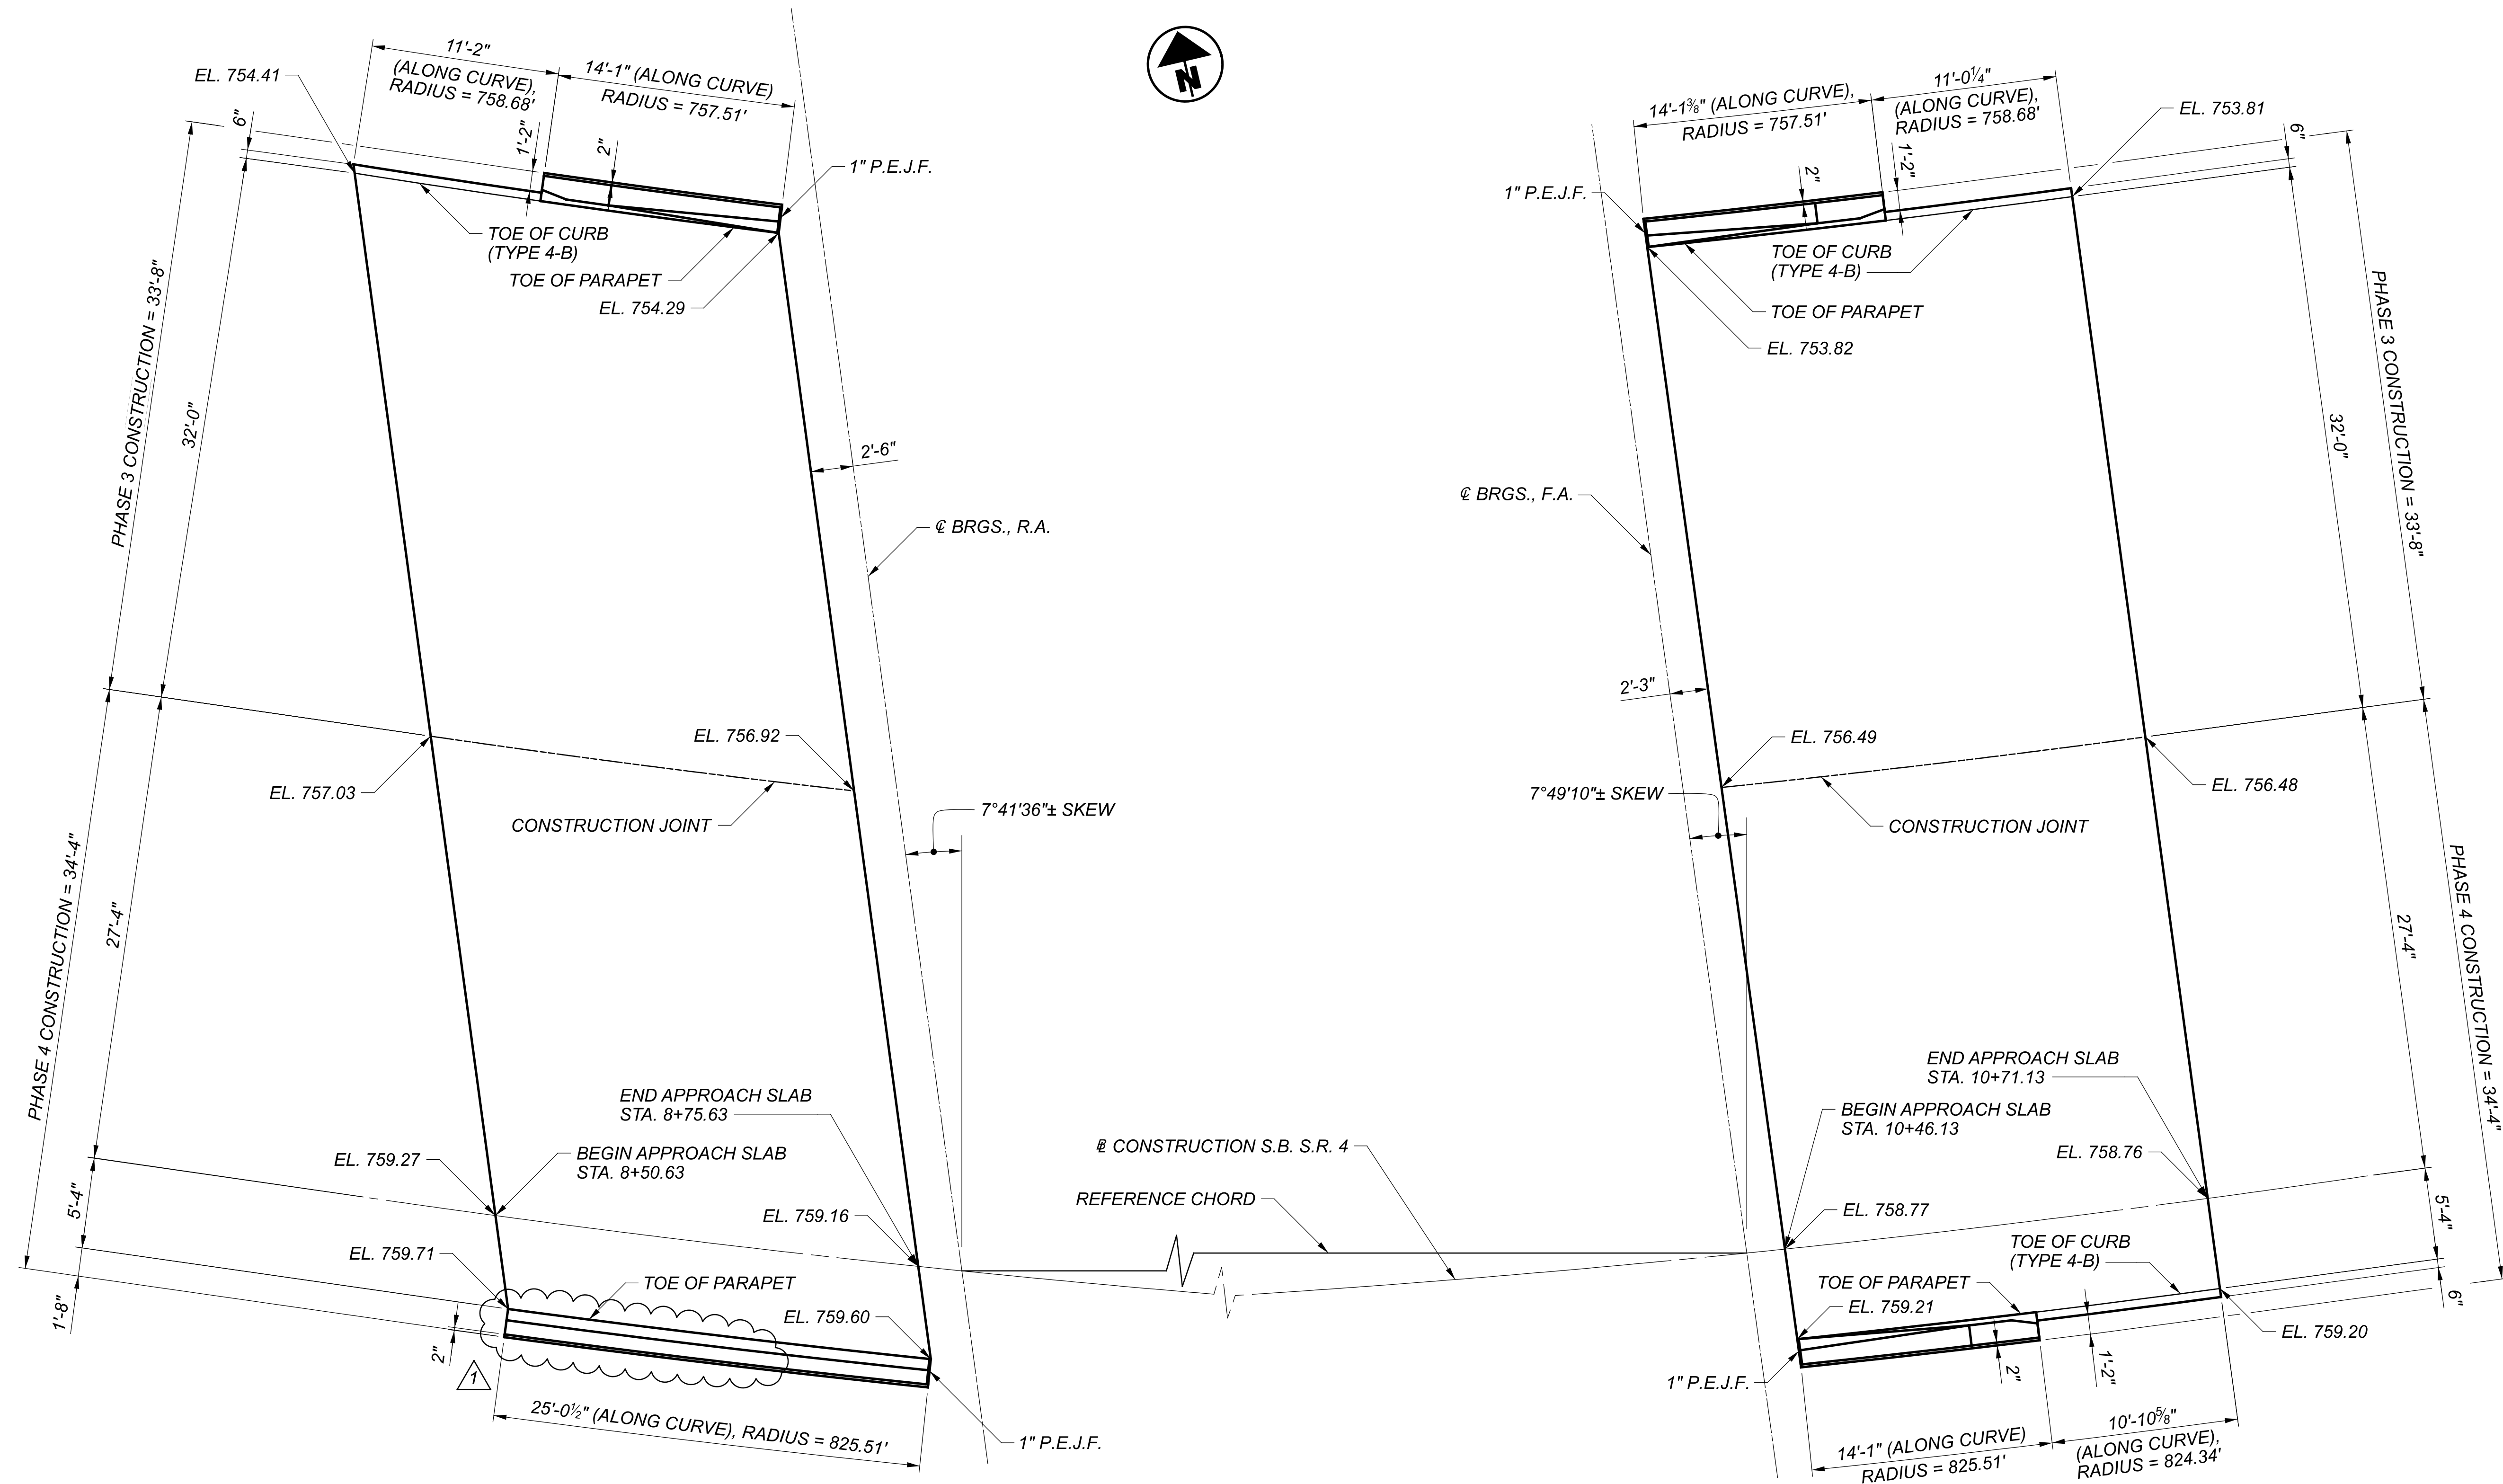 11'-2"
(ALONG CURVE),
RADIUS = 758.68'
14'-1" (ALONG CURVE)
RADIUS = 757.51'
EL. 754.41
6"
1'-2"
2"
1" P.E.J.F.
TOE OF CURB
(TYPE 4-B)
TOE OF PARAPET
EL. 754.29
PHASE 3 CONSTRUCTION = 33'-8"
32'-0"
2'-6"
℄ BRGS., R.A.
EL. 756.92
EL. 757.03
CONSTRUCTION JOINT
7°41'36"± SKEW
PHASE 4 CONSTRUCTION = 34'-4"
27'-4"
END APPROACH SLAB
STA. 8+75.63
BEGIN APPROACH SLAB
STA. 8+50.63
EL. 759.27
EL. 759.16
5'-4"
EL. 759.71
TOE OF PARAPET
EL. 759.60
1'-8"
2"
1
25'-0½" (ALONG CURVE), RADIUS = 825.51'
1" P.E.J.F.
N
14'-1⅜" (ALONG CURVE),
RADIUS = 757.51'
11'-0¼"
(ALONG CURVE),
RADIUS = 758.68'
EL. 753.81
6"
1'-2"
2"
1" P.E.J.F.
TOE OF CURB
(TYPE 4-B)
TOE OF PARAPET
EL. 753.82
PHASE 3 CONSTRUCTION = 33'-8"
32'-0"
℄ BRGS., F.A.
2'-3"
EL. 756.49
EL. 756.48
7°49'10"± SKEW
CONSTRUCTION JOINT
PHASE 4 CONSTRUCTION = 34'-4"
27'-4"
END APPROACH SLAB
STA. 10+71.13
BEGIN APPROACH SLAB
STA. 10+46.13
EL. 758.76
℄ CONSTRUCTION S.B. S.R. 4
REFERENCE CHORD
EL. 758.77
5'-4"
TOE OF CURB
(TYPE 4-B)
TOE OF PARAPET
EL. 759.21
6"
EL. 759.20
1'-2"
2"
1" P.E.J.F.
14'-1" (ALONG CURVE)
RADIUS = 825.51'
10'-10⅝"
(ALONG CURVE),
RADIUS = 824.34'